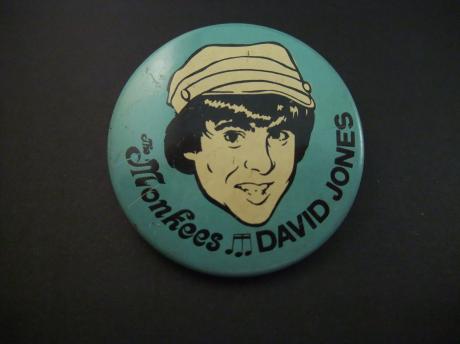 The Monkees
DAVID JONES